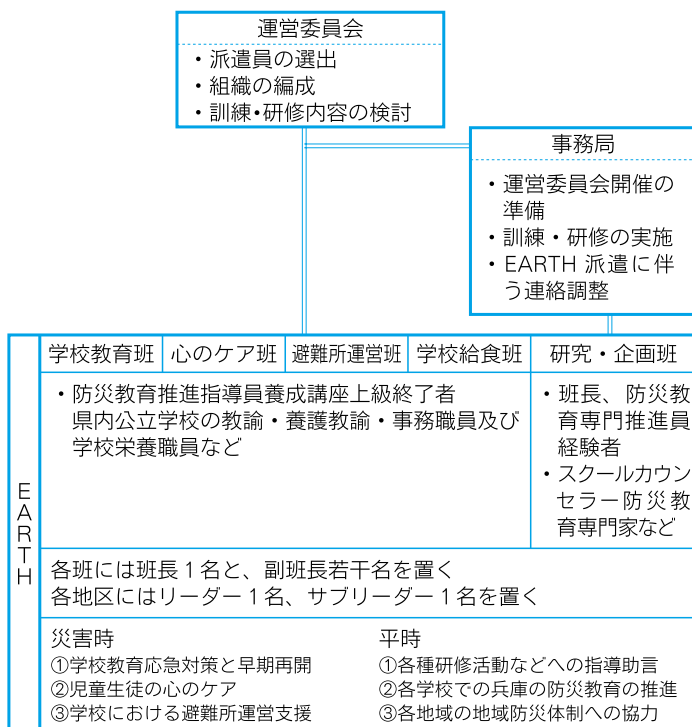 運営委員会
・派遣員の選出
・組織の編成
・訓練・研修内容の検討
事務局
・運営委員会開催の
準備
・訓練・研修の実施
・EARTH 派遣に伴
う連絡調整
EARTH
学校教育班
心のケア班
避難所運営班
学校給食班
研究・企画班
・防災教育推進指導員養成講座上級終了者
県内公立学校の教諭・養護教諭・事務職員及び
学校栄養職員など
・班長、防災教
育専門推進員
経験者
・スクールカウン
セラー防災教
育専門家など
各班には班長1名と、副班長若干名を置く
各地区にはリーダー1名、サブリーダー1名を置く
災害時
①学校教育応急対策と早期再開
②児童生徒の心のケア
③学校における避難所運営支援
平時
①各種研修活動などへの指導助言
②各学校での兵庫の防災教育の推進
③各地域の地域防災体制への協力